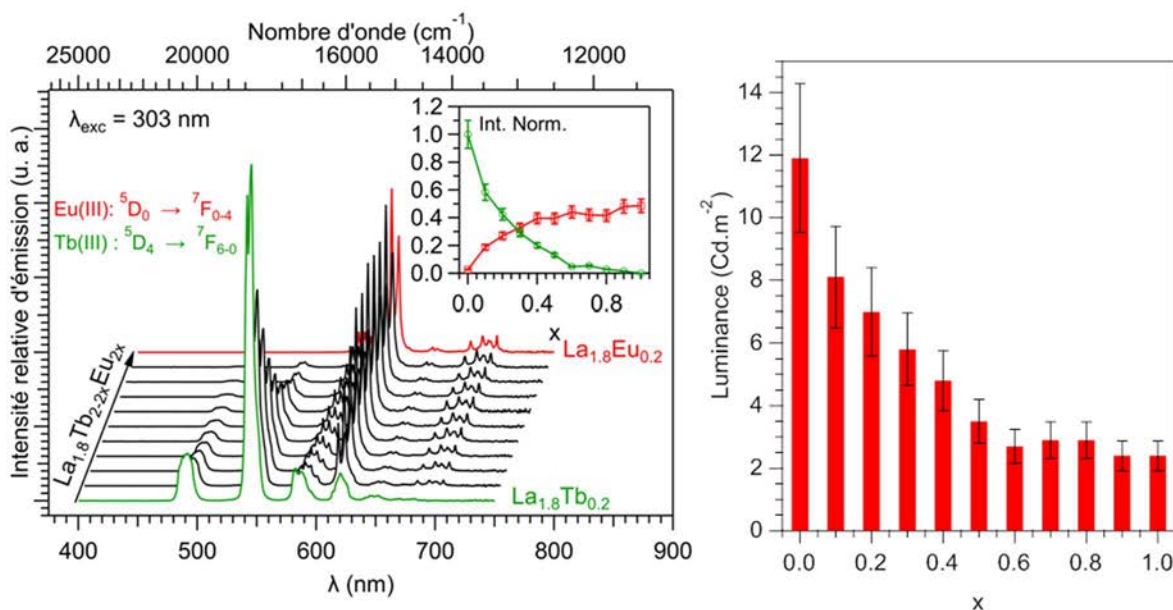 Nombre d'onde (cm⁻¹)
25000 20000 16000 14000 12000
Intensité relative d'émission (u. a.)
λexc = 303 nm
Eu(III): ⁵D₀ → ⁷F₀₋₄
Tb(III) : ⁵D₄ → ⁷F₆₋₀
Int. Norm.
1.2
1.0
0.8
0.6
0.4
0.2
0.0
0.0 0.4 0.8
x
La₁.₈Eu₀.₂
La₁.₈Tb₂₋₂ₓEu₂ₓ
La₁.₈Tb₀.₂
400 500 600 700 800 900
λ (nm)
Luminance (Cd.m⁻²)
14
12
10
8
6
4
2
0
0.0 0.2 0.4 0.6 0.8 1.0
x